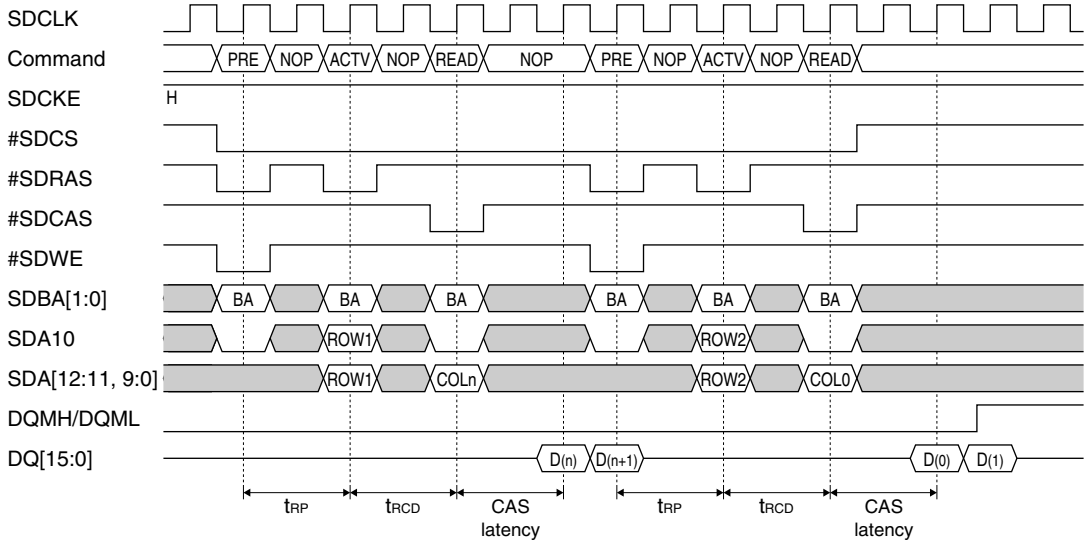 SDCLK
Command PRE NOP ACTV NOP READ NOP PRE NOP ACTV NOP READ
SDCKE H
#SDCS
#SDRAS
#SDCAS
#SDWE
SDBA[1:0] BA BA BA BA BA BA
SDA10 ROW1 ROW2
SDA[12:11, 9:0] ROW1 COLn ROW2 COL0
DQMH/DQML
DQ[15:0] D(n) D(n+1) D(0) D(1)
tRP tRCD CAS latency tRP tRCD CAS latency